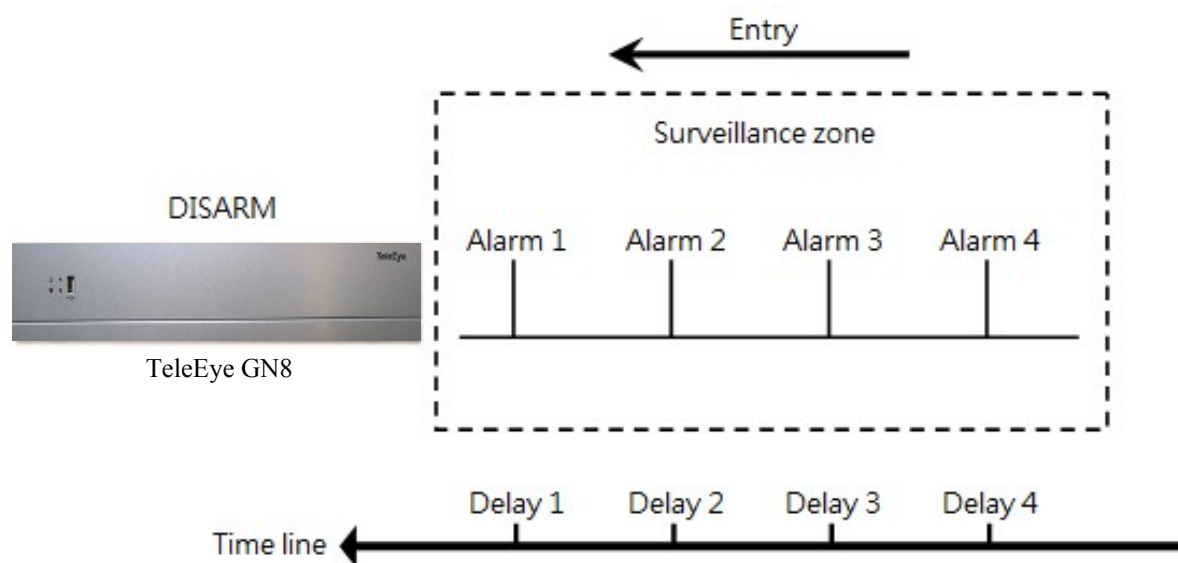 Entry
Surveillance zone
DISARM
TeleEye
Alarm 1 Alarm 2 Alarm 3 Alarm 4
TeleEye GN8
Delay 1 Delay 2 Delay 3 Delay 4
Time line